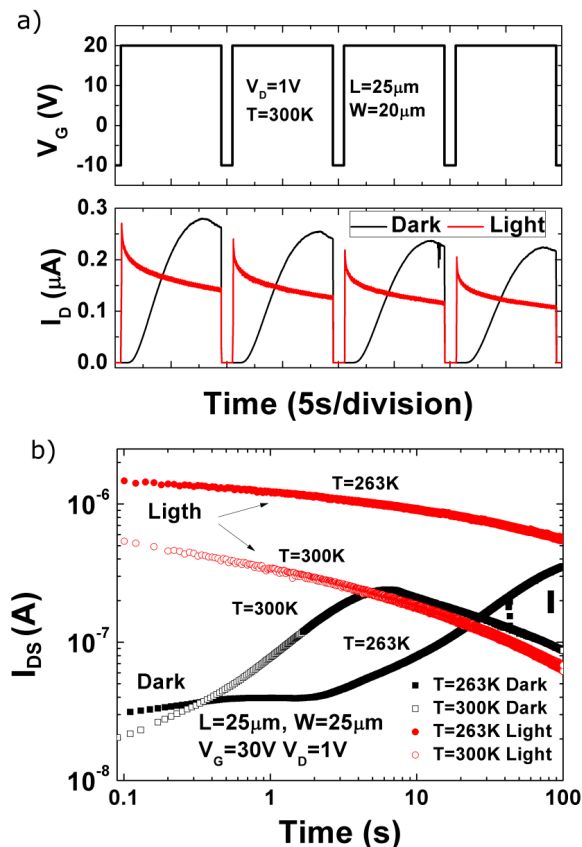 a)
20
10
0
-10
V_G (V)
V_D=1V
T=300K
L=25μm
W=20μm
0.3
0.2
0.1
0.0
I_D (μA)
Dark
Light
Time (5s/division)
b)
10^-6
10^-7
10^-8
I_DS (A)
T=263K
Ligth
T=300K
T=300K
T=263K
Dark
L=25μm, W=25μm
V_G=30V V_D=1V
T=263K Dark
T=300K Dark
T=263K Light
T=300K Light
0.1
1
10
100
Time (s)